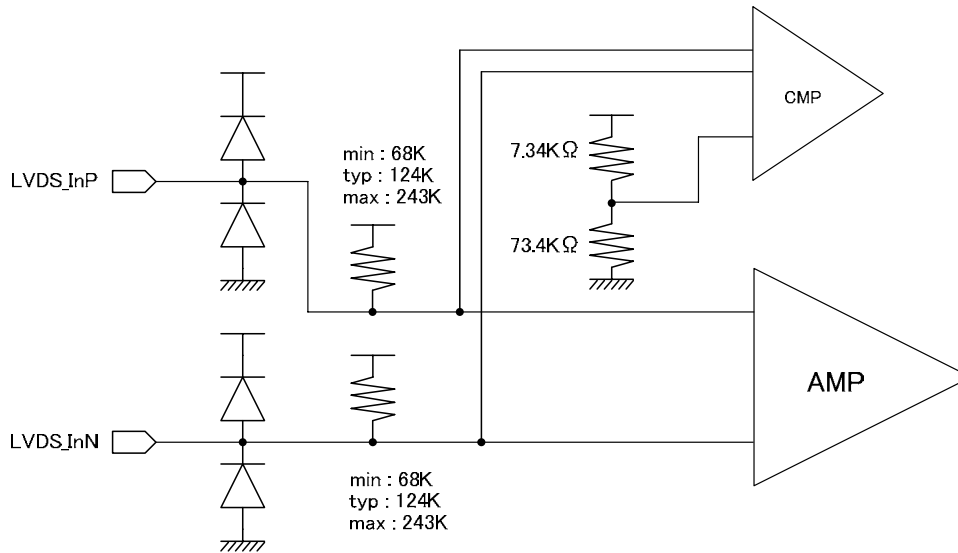 CMP
7.34KΩ
min : 68K
typ : 124K
max : 243K
LVDS_InP
73.4KΩ
AMP
LVDS_InN
min : 68K
typ : 124K
max : 243K